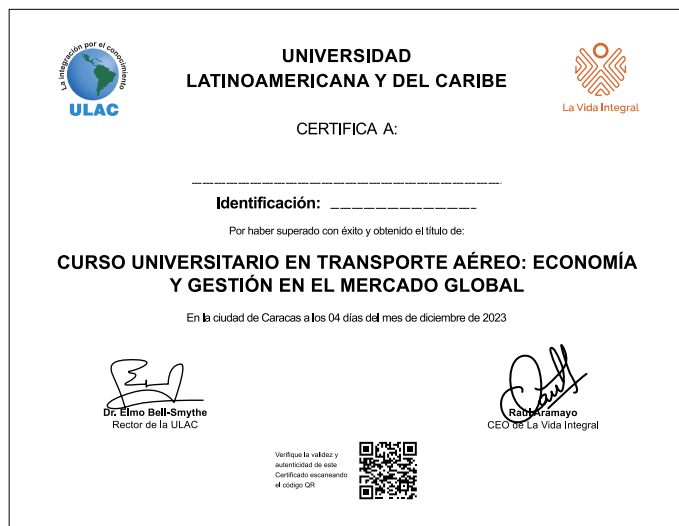 La integración por el conocimiento
ULAC
UNIVERSIDAD
LATINOAMERICANA Y DEL CARIBE
La Vida Integral
CERTIFICA A:
Identificación:
Por haber superado con éxito y obtenido el título de:
CURSO UNIVERSITARIO EN TRANSPORTE AÉREO: ECONOMÍA
Y GESTIÓN EN EL MERCADO GLOBAL
En la ciudad de Caracas a los 04 días del mes de diciembre de 2023
Dr. Elmo Bell-Smythe
Rector de la ULAC
Raúl Aramayo
CEO de La Vida Integral
Verifique la validez y
autenticidad de este
Certificado escaneando
el código QR